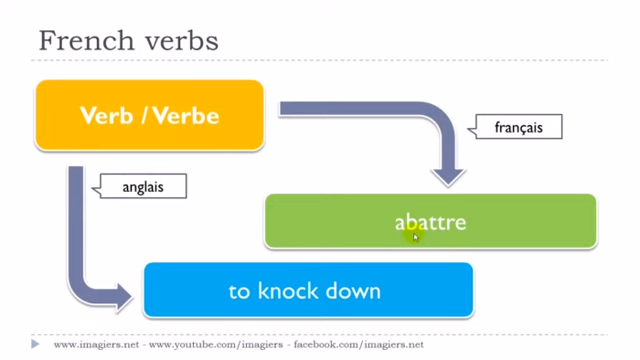 French verbs
Verb / Verbe
français
anglais
abattre
to knock down
www.imagiers.net - www.youtube.com/imagiers - facebook.com/imagiers.net